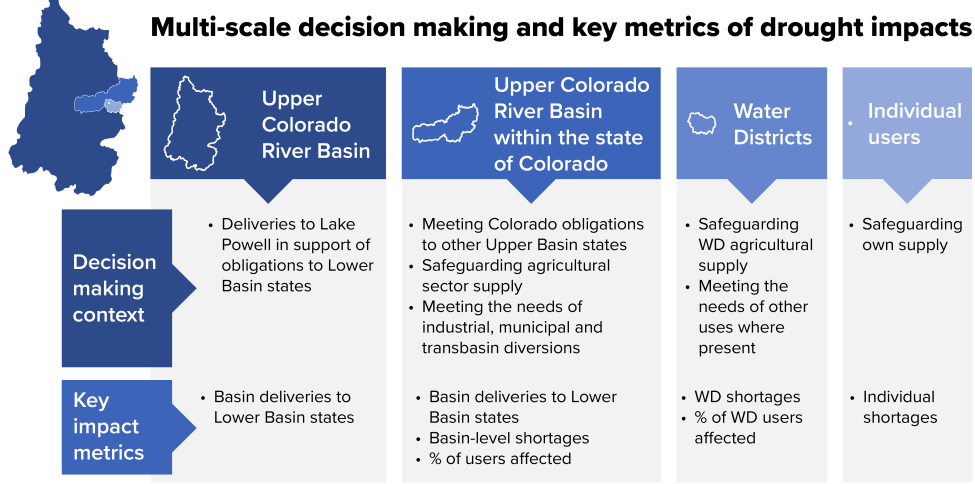 Multi-scale decision making and key metrics of drought impacts
Upper
Colorado
River Basin
Upper Colorado
River Basin
within the state
of Colorado
Water
Districts
Individual
users
Decision
making
context
• Deliveries to Lake
Powell in support of
obligations to Lower
Basin states
• Meeting Colorado obligations
to other Upper Basin states
• Safeguarding agricultural
sector supply
• Meeting the needs of
industrial, municipal and
transbasin diversions
• Safeguarding
WD agricultural
supply
• Meeting the
needs of other
uses where
present
• Safeguarding
own supply
Key
impact
metrics
• Basin deliveries to
Lower Basin states
• Basin deliveries to Lower
Basin states
• Basin-level shortages
• % of users affected
• WD shortages
• % of WD users
affected
• Individual
shortages